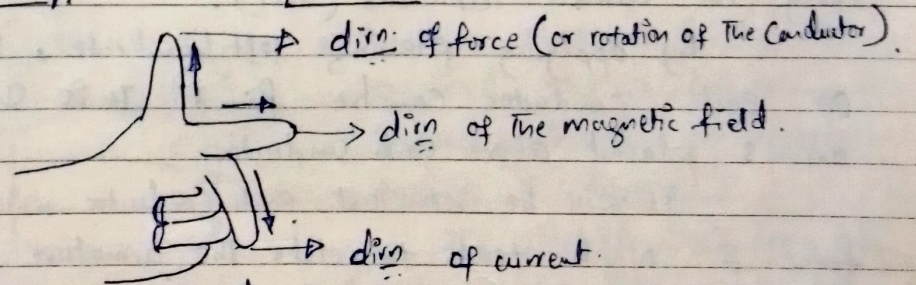 dirn. of force (or rotation of The Conductor).
dirn of The magnetic field.
dirn of current.